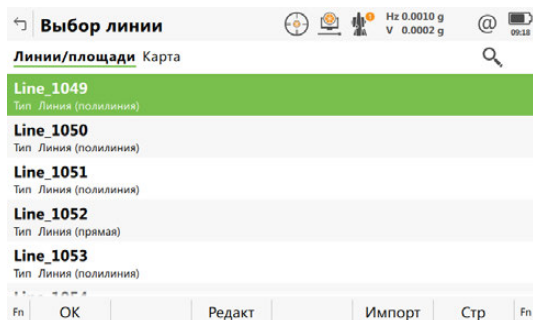 Выбор линии
Hz 0.0010 g
V 0.0002 g
@
09:18
Линии/площади Карта
Line_1049
Тип Линия (полилиния)
Line_1050
Тип Линия (полилиния)
Line_1051
Тип Линия (полилиния)
Line_1052
Тип Линия (прямая)
Line_1053
Тип Линия (полилиния)
Fn ОК Редакт Импорт Стр Fn